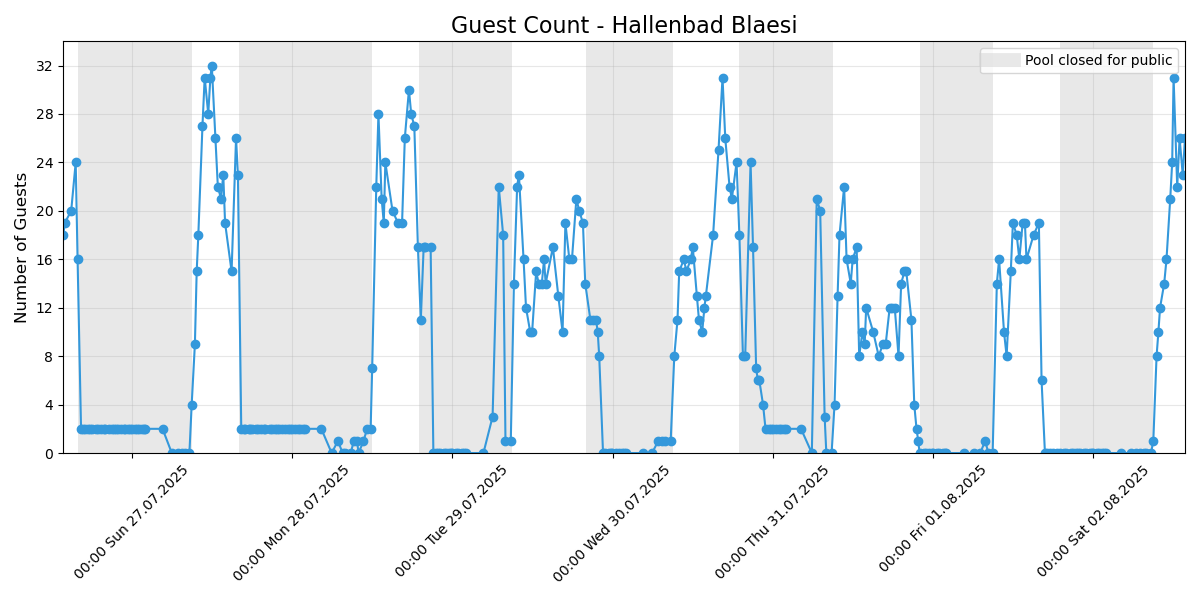 Guest Count - Hallenbad Blaesi
Pool closed for public
Number of Guests
32
28
24
20
16
12
8
4
0
00:00 Sun 27.07.2025
00:00 Mon 28.07.2025
00:00 Tue 29.07.2025
00:00 Wed 30.07.2025
00:00 Thu 31.07.2025
00:00 Fri 01.08.2025
00:00 Sat 02.08.2025